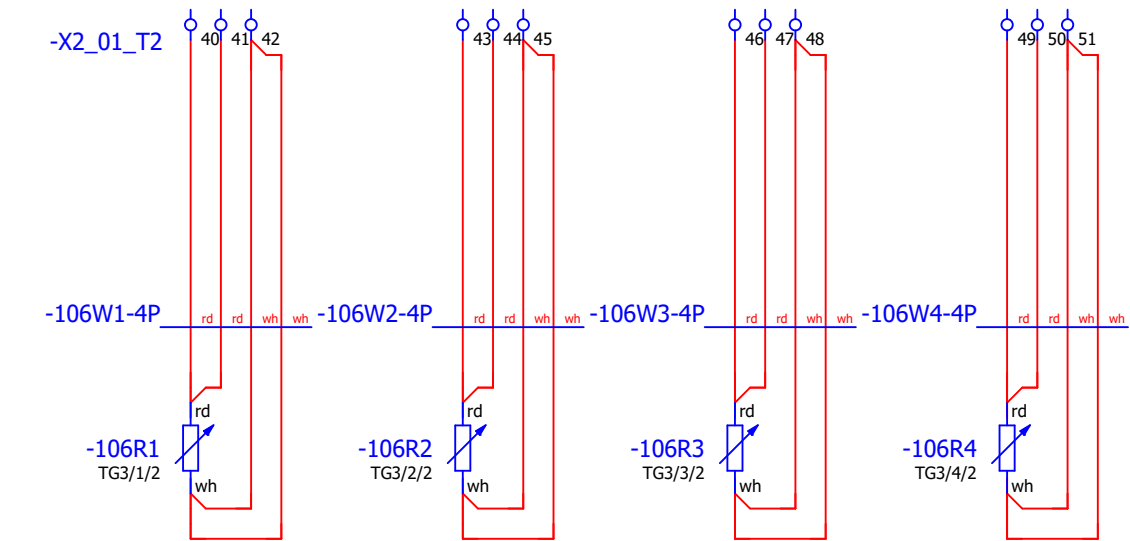 -X2_01_T2 40 41 42 43 44 45 46 47 48 49 50 51
-106W1-4P rd rd wh wh -106W2-4P rd rd wh wh -106W3-4P rd rd wh wh -106W4-4P rd rd wh wh
rd rd rd rd
-106R1 -106R2 -106R3 -106R4
TG3/1/2 TG3/2/2 TG3/3/2 TG3/4/2
wh wh wh wh